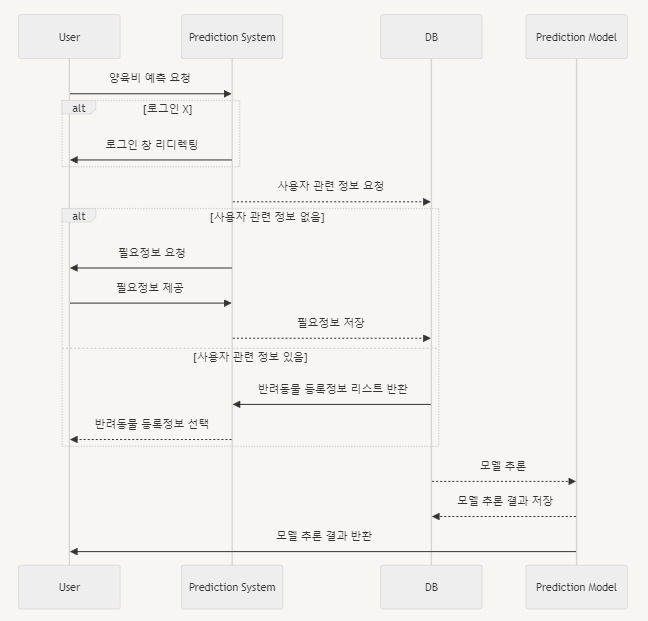 User
Prediction System
DB
Prediction Model
양육비 예측 요청
alt
[로그인 X]
로그인 창 리디렉팅
사용자 관련 정보 요청
alt
[사용자 관련 정보 없음]
필요정보 요청
필요정보 제공
필요정보 저장
[사용자 관련 정보 있음]
반려동물 등록정보 리스트 반환
반려동물 등록정보 선택
모델 추론
모델 추론 결과 저장
모델 추론 결과 반환
User
Prediction System
DB
Prediction Model